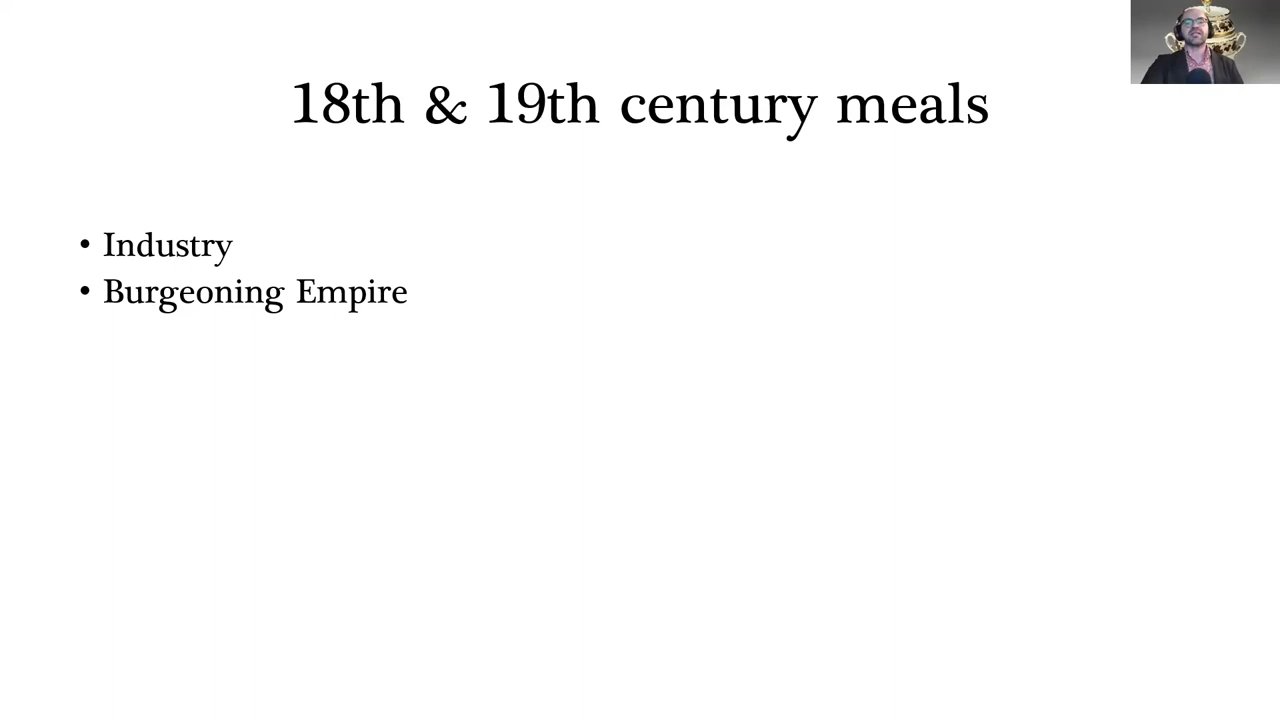 18th & 19th century meals
• Industry
• Burgeoning Empire